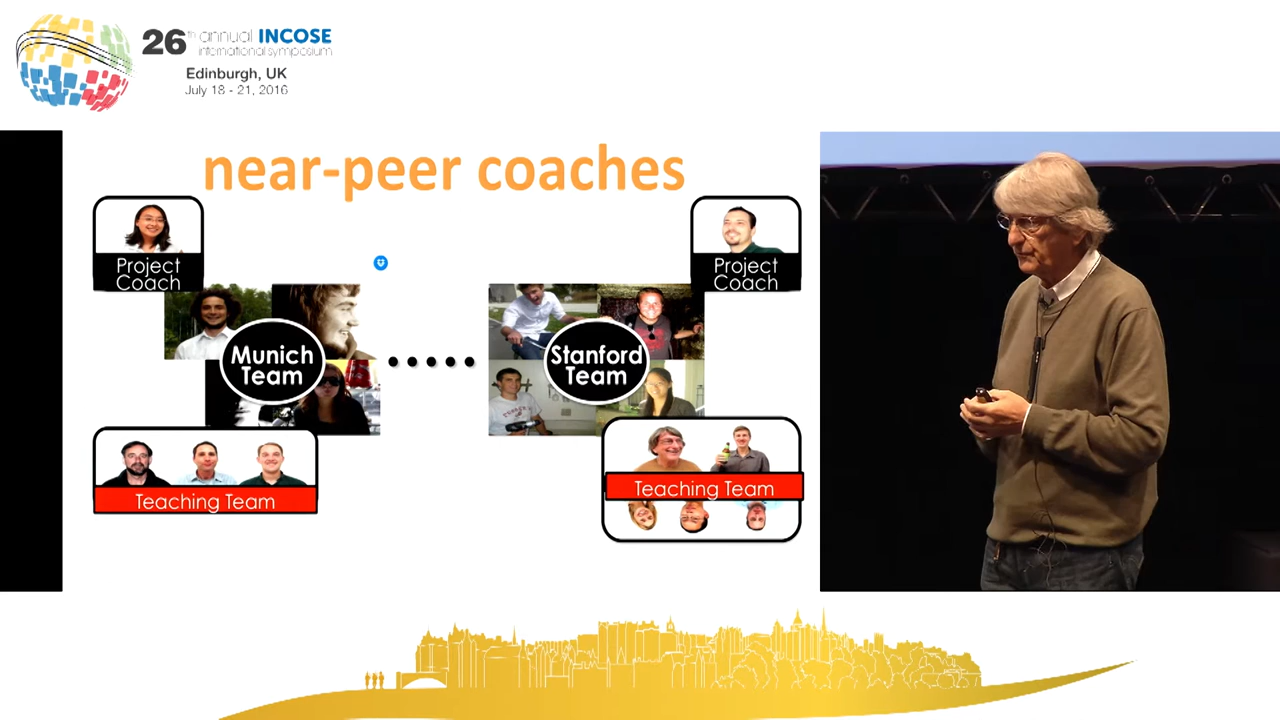 26th annual INCOSE
international symposium
Edinburgh, UK
July 18 - 21, 2016
near-peer coaches
Project
Coach
Project
Coach
Munich
Team
Stanford
Team
Teaching Team
Teaching Team